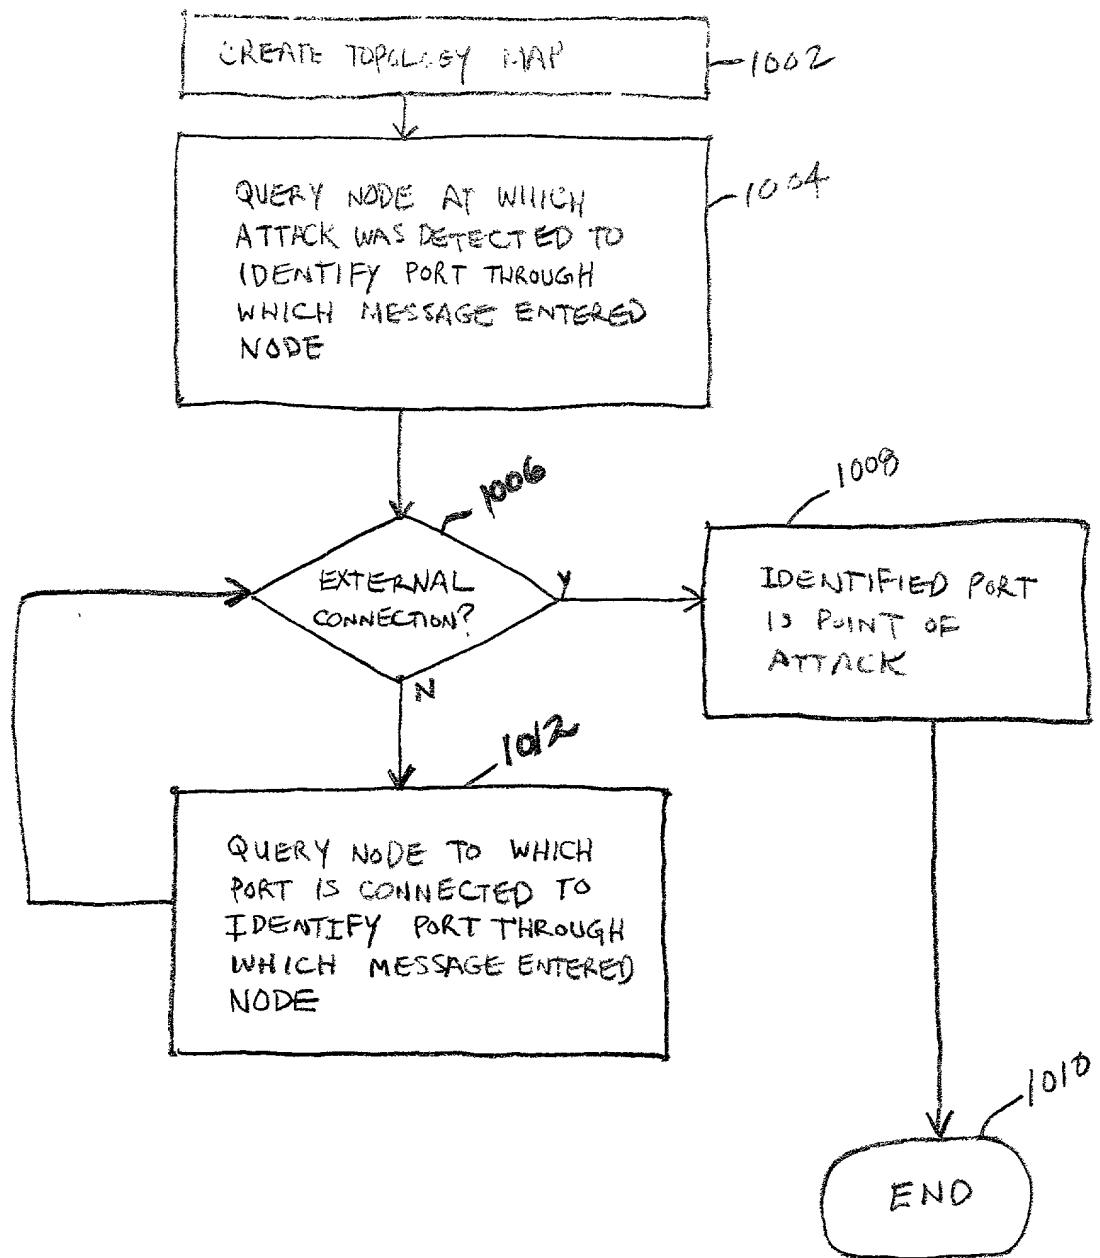 CREATE TOPOLOGY MAP
1002
QUERY NODE AT WHICH
ATTACK WAS DETECTED TO
IDENTIFY PORT THROUGH
WHICH MESSAGE ENTERED
NODE
1004
1006
EXTERNAL
CONNECTION?
Y
N
1008
IDENTIFIED PORT
IS POINT OF
ATTACK
1012
QUERY NODE TO WHICH
PORT IS CONNECTED TO
IDENTIFY PORT THROUGH
WHICH MESSAGE ENTERED
NODE
1010
END